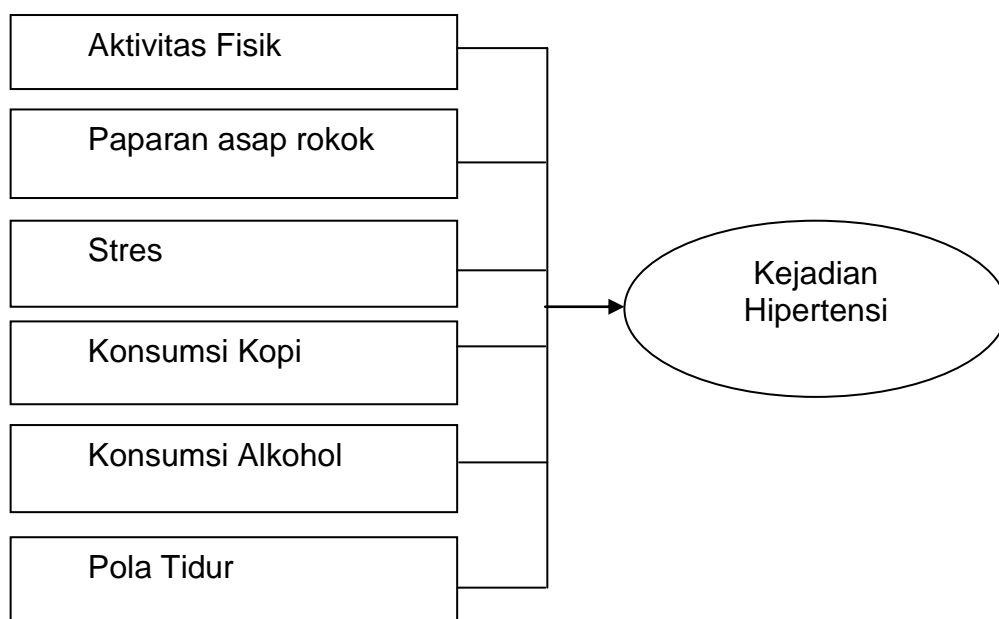 Aktivitas Fisik
Paparan asap rokok
Stres
Konsumsi Kopi
Konsumsi Alkohol
Pola Tidur
Kejadian
Hipertensi